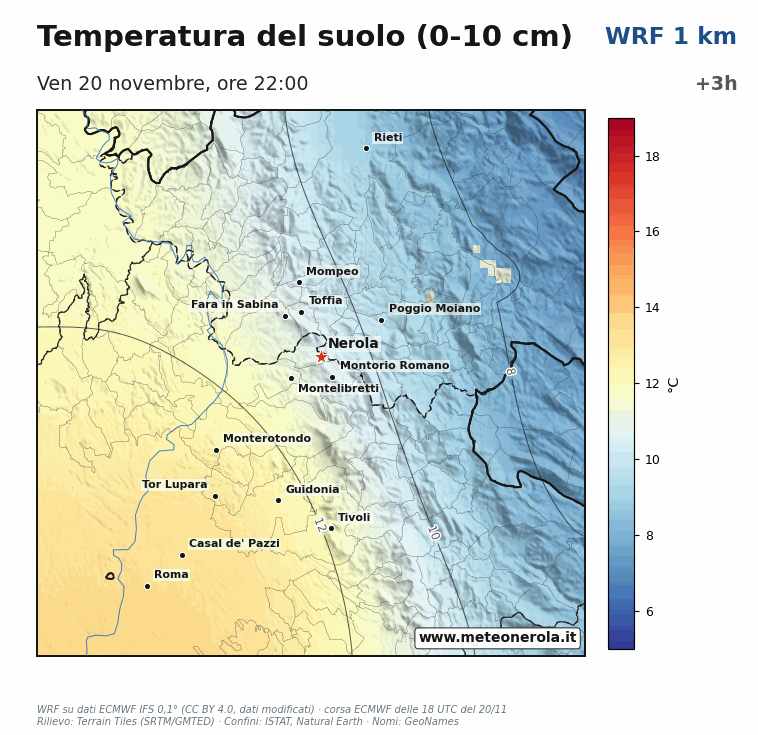 Temperatura del suolo (0-10 cm) WRF 1 km
Ven 20 novembre, ore 22:00 +3h
Rieti
Mompeo
Fara in Sabina
Toffia
Poggio Moiano
Nerola
Montorio Romano
Montelibretti
Monterotondo
Tor Lupara
Guidonia
Tivoli
Casal de' Pazzi
Roma
8
10
12
www.meteonerola.it
18
16
14
12
10
8
6
°C
WRF su dati ECMWF IFS 0,1° (CC BY 4.0, dati modificati) · corsa ECMWF delle 18 UTC del 20/11
Rilievo: Terrain Tiles (SRTM/GMTED) · Confini: ISTAT, Natural Earth · Nomi: GeoNames